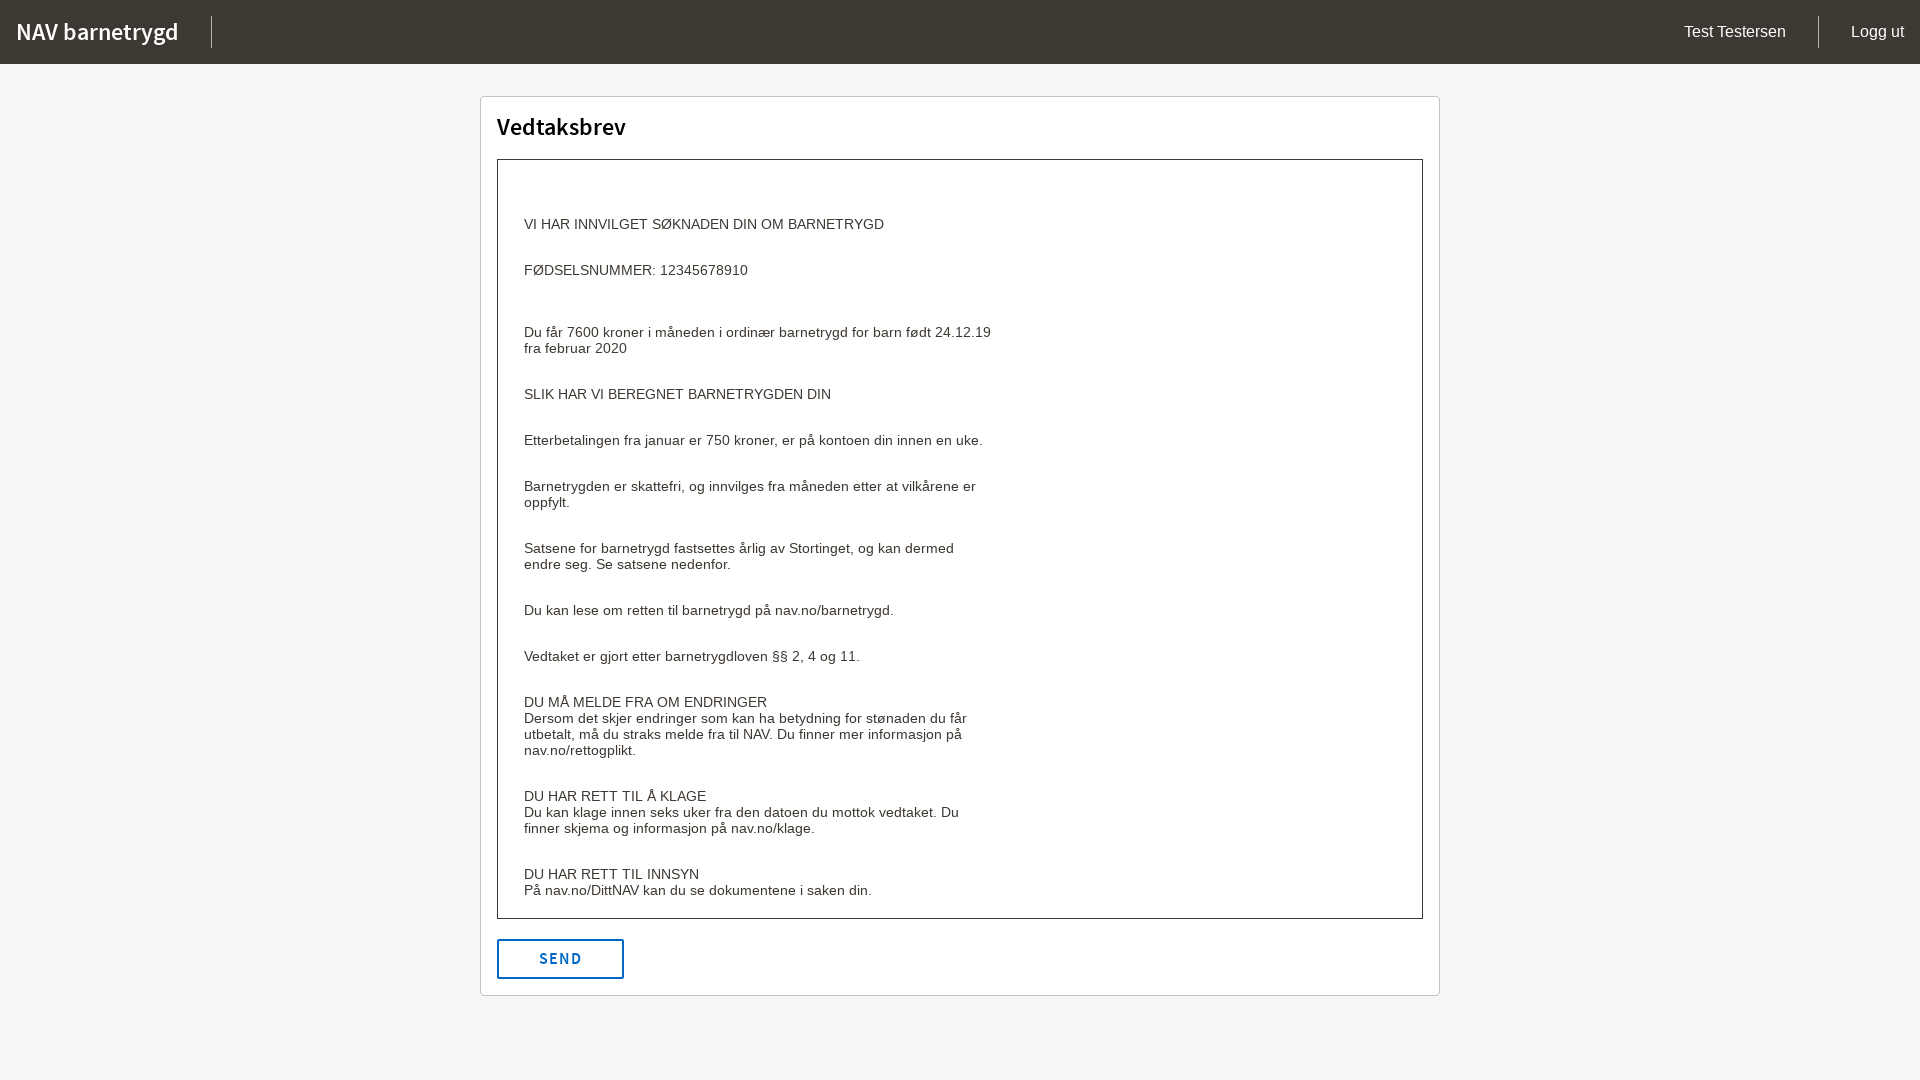 NAV barnetrygd
Test Testersen
Logg ut
Vedtaksbrev
VI HAR INNVILGET SØKNADEN DIN OM BARNETRYGD
FØDSELSNUMMER: 12345678910
Du får 7600 kroner i måneden i ordinær barnetrygd for barn født 24.12.19
fra februar 2020
SLIK HAR VI BEREGNET BARNETRYGDEN DIN
Etterbetalingen fra januar er 750 kroner, er på kontoen din innen en uke.
Barnetrygden er skattefri, og innvilges fra måneden etter at vilkårene er
oppfylt.
Satsene for barnetrygd fastsettes årlig av Stortinget, og kan dermed
endre seg. Se satsene nedenfor.
Du kan lese om retten til barnetrygd på nav.no/barnetrygd.
Vedtaket er gjort etter barnetrygdloven §§ 2, 4 og 11.
DU MÅ MELDE FRA OM ENDRINGER
Dersom det skjer endringer som kan ha betydning for stønaden du får
utbetalt, må du straks melde fra til NAV. Du finner mer informasjon på
nav.no/rettogplikt.
DU HAR RETT TIL Å KLAGE
Du kan klage innen seks uker fra den datoen du mottok vedtaket. Du
finner skjema og informasjon på nav.no/klage.
DU HAR RETT TIL INNSYN
På nav.no/DittNAV kan du se dokumentene i saken din.
SEND